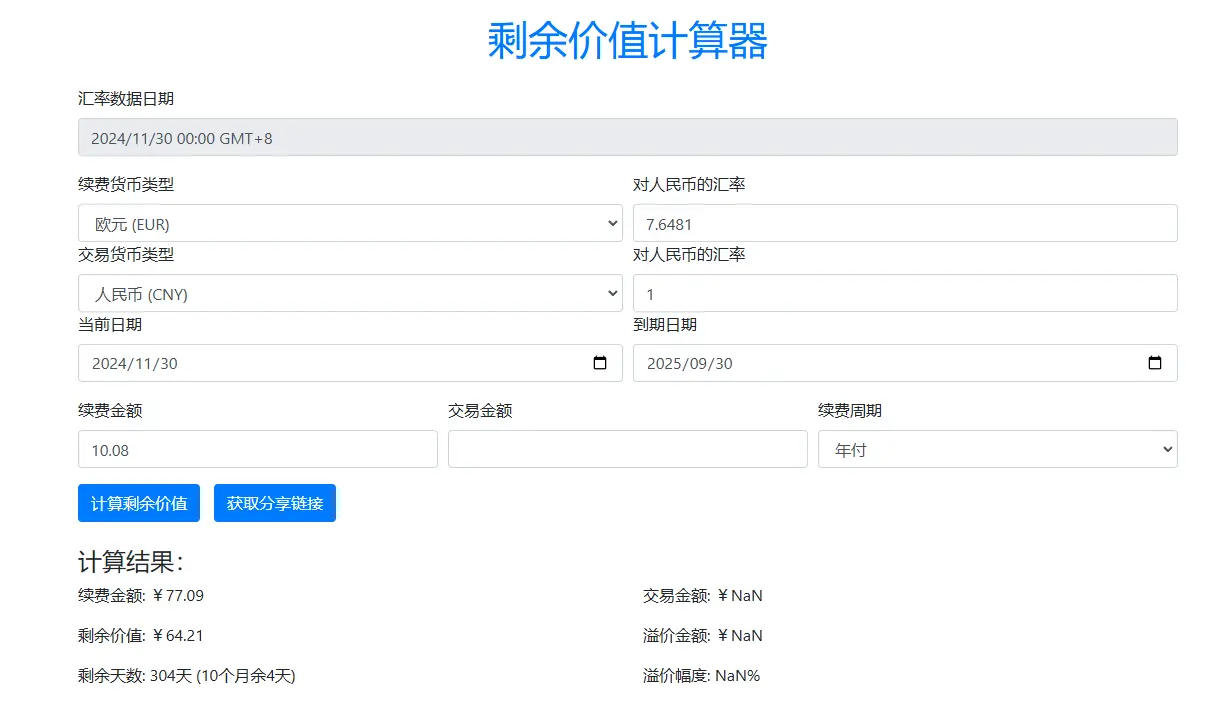 剩余价值计算器
汇率数据日期
2024/11/30 00:00 GMT+8
续费货币类型
对人民币的汇率
欧元 (EUR)
7.6481
交易货币类型
对人民币的汇率
人民币 (CNY)
1
当前日期
到期日期
2024/11/30
2025/09/30
续费金额
交易金额
续费周期
10.08
年付
计算剩余价值
获取分享链接
计算结果：
续费金额: ￥77.09
交易金额: ￥NaN
剩余价值: ￥64.21
溢价金额: ￥NaN
剩余天数: 304天 (10个月余4天)
溢价幅度: NaN%